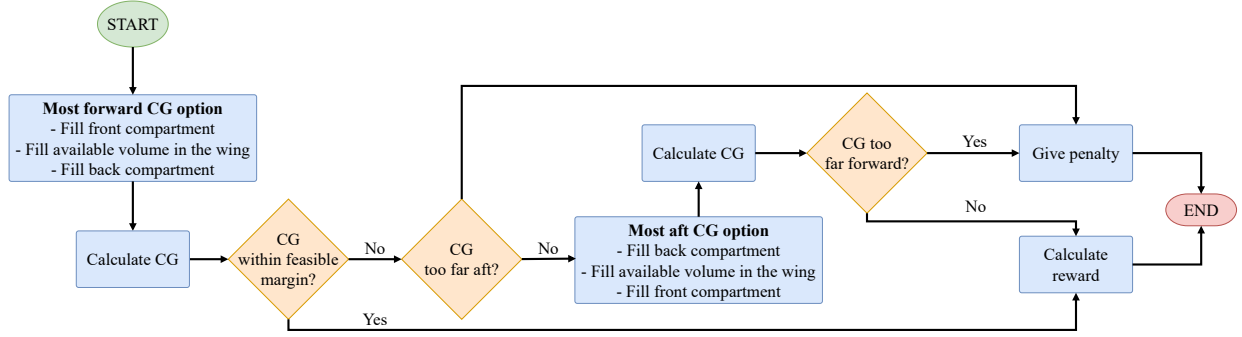 START
Most forward CG option
- Fill front compartment
- Fill available volume in the wing
- Fill back compartment
Calculate CG
CG
within feasible
margin?
No
Yes
CG
too far aft?
No
Most aft CG option
- Fill back compartment
- Fill available volume in the wing
- Fill front compartment
Calculate CG
CG too
far forward?
Yes
No
Give penalty
Calculate
reward
END